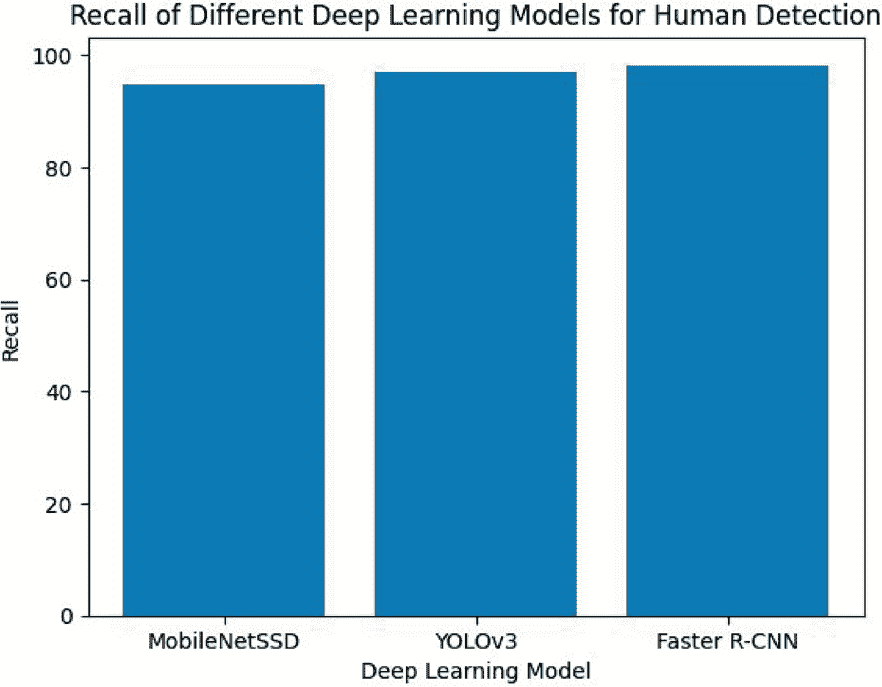 Recall of Different Deep Learning Models for Human Detection
100
80
60
40
20
0
Recall
MobileNetSSD YOLOv3 Faster R-CNN
Deep Learning Model